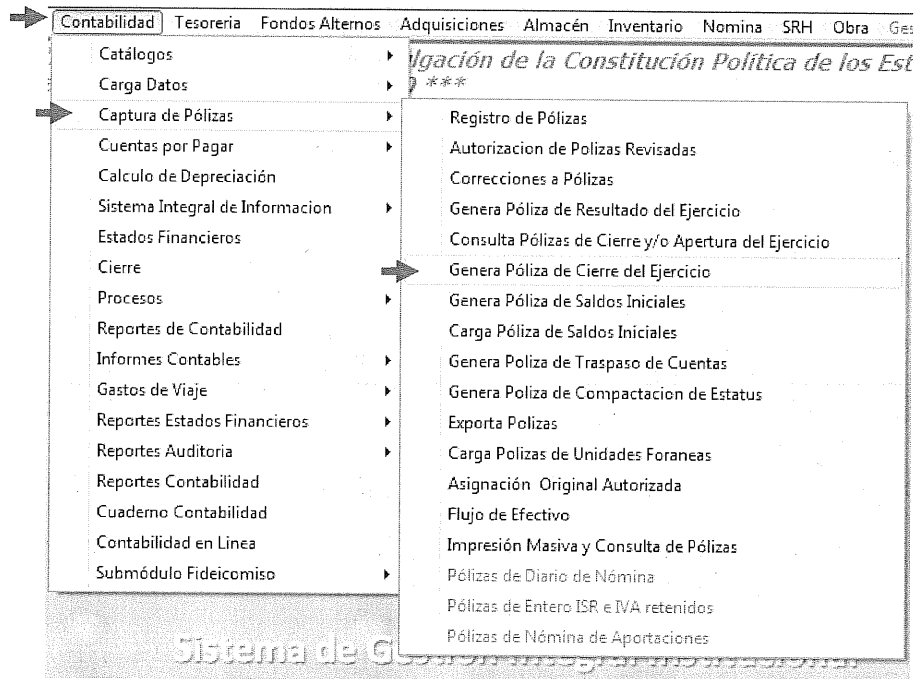 Contabilidad Tesoreria Fondos Alternos Adquisiciones Almacén Inventario Nomina SRH Obra Ges
lgación de la Constitución Política de los Est
***
Catálogos
Carga Datos
Captura de Pólizas
Cuentas por Pagar
Calculo de Depreciación
Sistema Integral de Informacion
Estados Financieros
Cierre
Procesos
Reportes de Contabilidad
Informes Contables
Gastos de Viaje
Reportes Estados Financieros
Reportes Auditoria
Reportes Contabilidad
Cuaderno Contabilidad
Contabilidad en Linea
Submódulo Fideicomiso
Registro de Pólizas
Autorizacion de Polizas Revisadas
Correcciones a Pólizas
Genera Póliza de Resultado del Ejercicio
Consulta Pólizas de Cierre y/o Apertura del Ejercicio
Genera Póliza de Cierre del Ejercicio
Genera Póliza de Saldos Iniciales
Carga Póliza de Saldos Iniciales
Genera Poliza de Traspaso de Cuentas
Genera Poliza de Compactacion de Estatus
Exporta Polizas
Carga Polizas de Unidades Foraneas
Asignación Original Autorizada
Flujo de Efectivo
Impresión Masiva y Consulta de Pólizas
Pólizas de Diario de Nómina
Pólizas de Entero ISR e IVA retenidos
Pólizas de Nómina de Aportaciones
Sistema de Gestión Integral Institucional